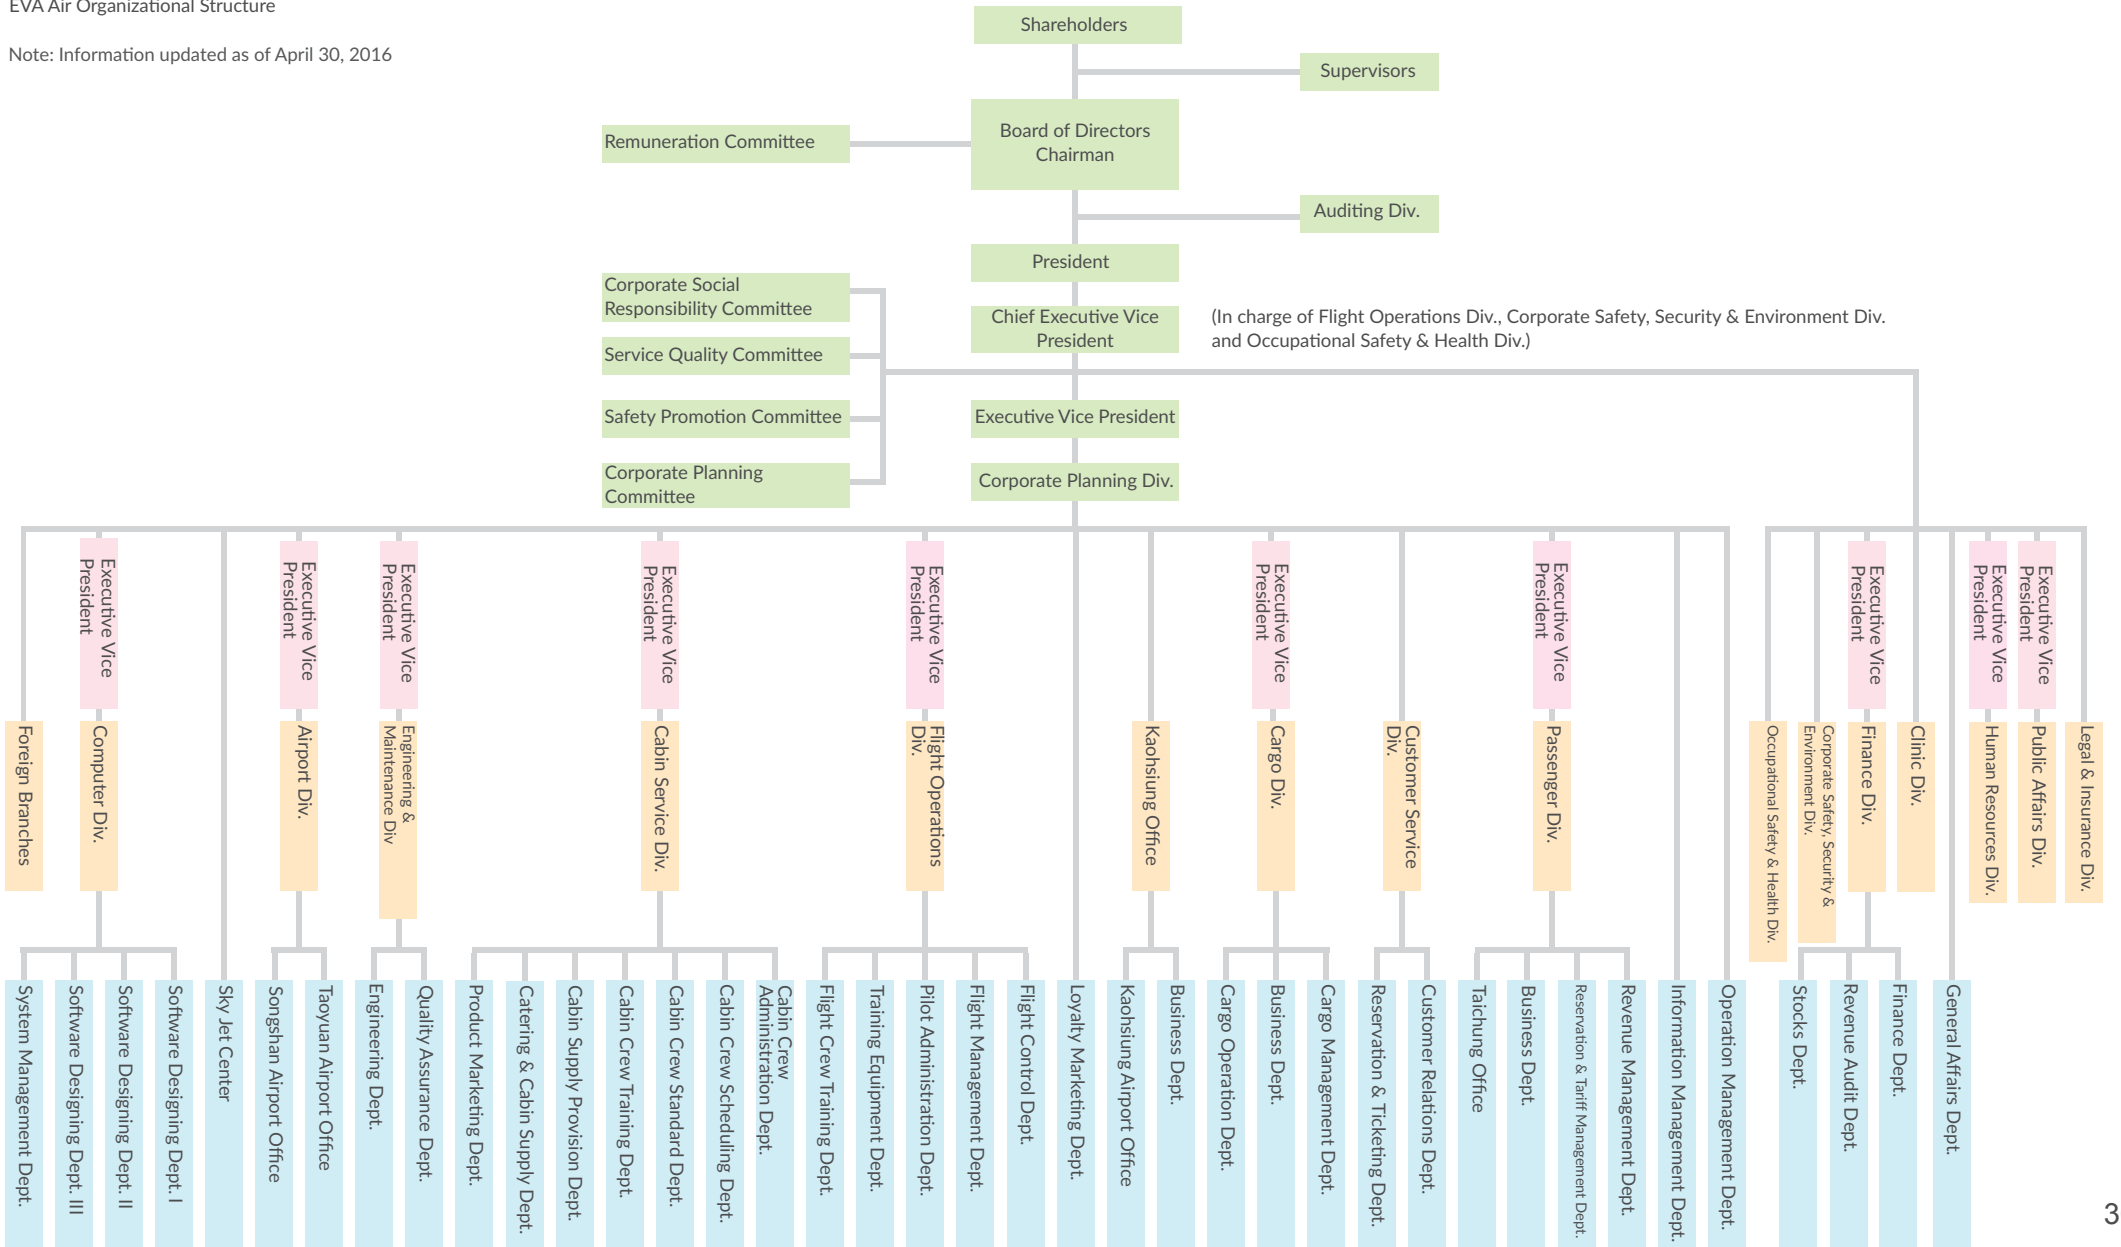 EVA Air Organizational Structure
Note: Information updated as of April 30, 2016
Shareholders
Supervisors
Board of Directors
Chairman
Remuneration Committee
Auditing Div.
President
Corporate Social
Responsibility Committee
Chief Executive Vice
President
(In charge of Flight Operations Div., Corporate Safety, Security & Environment Div.
and Occupational Safety & Health Div.)
Service Quality Committee
Safety Promotion Committee
Executive Vice President
Corporate Planning
Committee
Corporate Planning Div.
Executive Vice
President
Executive Vice
President
Executive Vice
President
Executive Vice
President
Executive Vice
President
Executive Vice
President
Executive Vice
President
Executive Vice
President
Executive Vice
President
Executive Vice
President
Foreign Branches
Computer Div.
Airport Div.
Engineering &
Maintenance Div
Cabin Service Div.
Flight Operations
Div.
Kaohsiung Office
Cargo Div.
Customer Service
Div.
Passenger Div.
Occupational Safety & Health Div.
Corporate Safety, Security &
Environment Div.
Finance Div.
Clinic Div.
Human Resources Div.
Public Affairs Div.
Legal & Insurance Div.
System Management Dept.
Software Designing Dept. III
Software Designing Dept. II
Software Designing Dept. I
Sky Jet Center
Songshan Airport Office
Taoyuan Airport Office
Engineering Dept.
Quality Assurance Dept.
Product Marketing Dept.
Catering & Cabin Supply Dept.
Cabin Supply Provision Dept.
Cabin Crew Training Dept.
Cabin Crew Standard Dept.
Cabin Crew Scheduling Dept.
Cabin Crew
Administration Dept.
Flight Crew Training Dept.
Training Equipment Dept.
Pilot Administration Dept.
Flight Management Dept.
Flight Control Dept.
Loyalty Marketing Dept.
Kaohsiung Airport Office
Business Dept.
Cargo Operation Dept.
Business Dept.
Cargo Management Dept.
Reservation & Ticketing Dept.
Customer Relations Dept.
Taichung Office
Business Dept.
Reservation & Tariff Management Dept.
Revenue Management Dept.
Information Management Dept.
Operation Management Dept.
Stocks Dept.
Revenue Audit Dept.
Finance Dept.
General Affairs Dept.
3